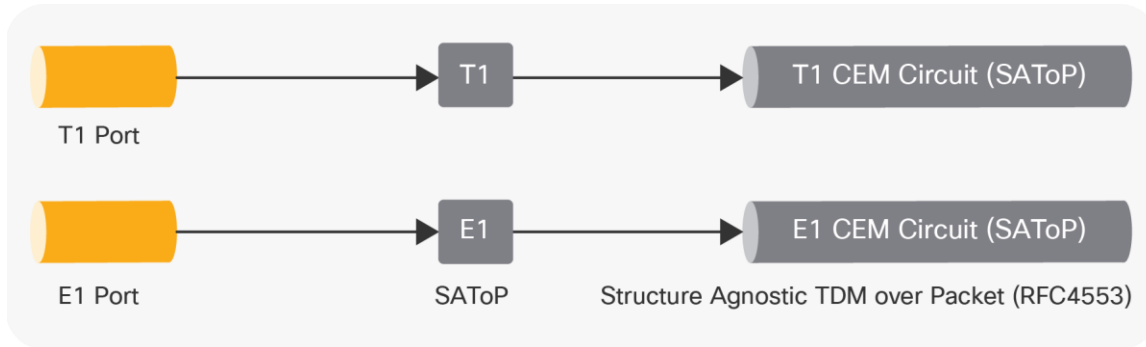 T1
T1 CEM Circuit (SAToP)
T1 Port
E1
E1 CEM Circuit (SAToP)
E1 Port
SAToP
Structure Agnostic TDM over Packet (RFC4553)